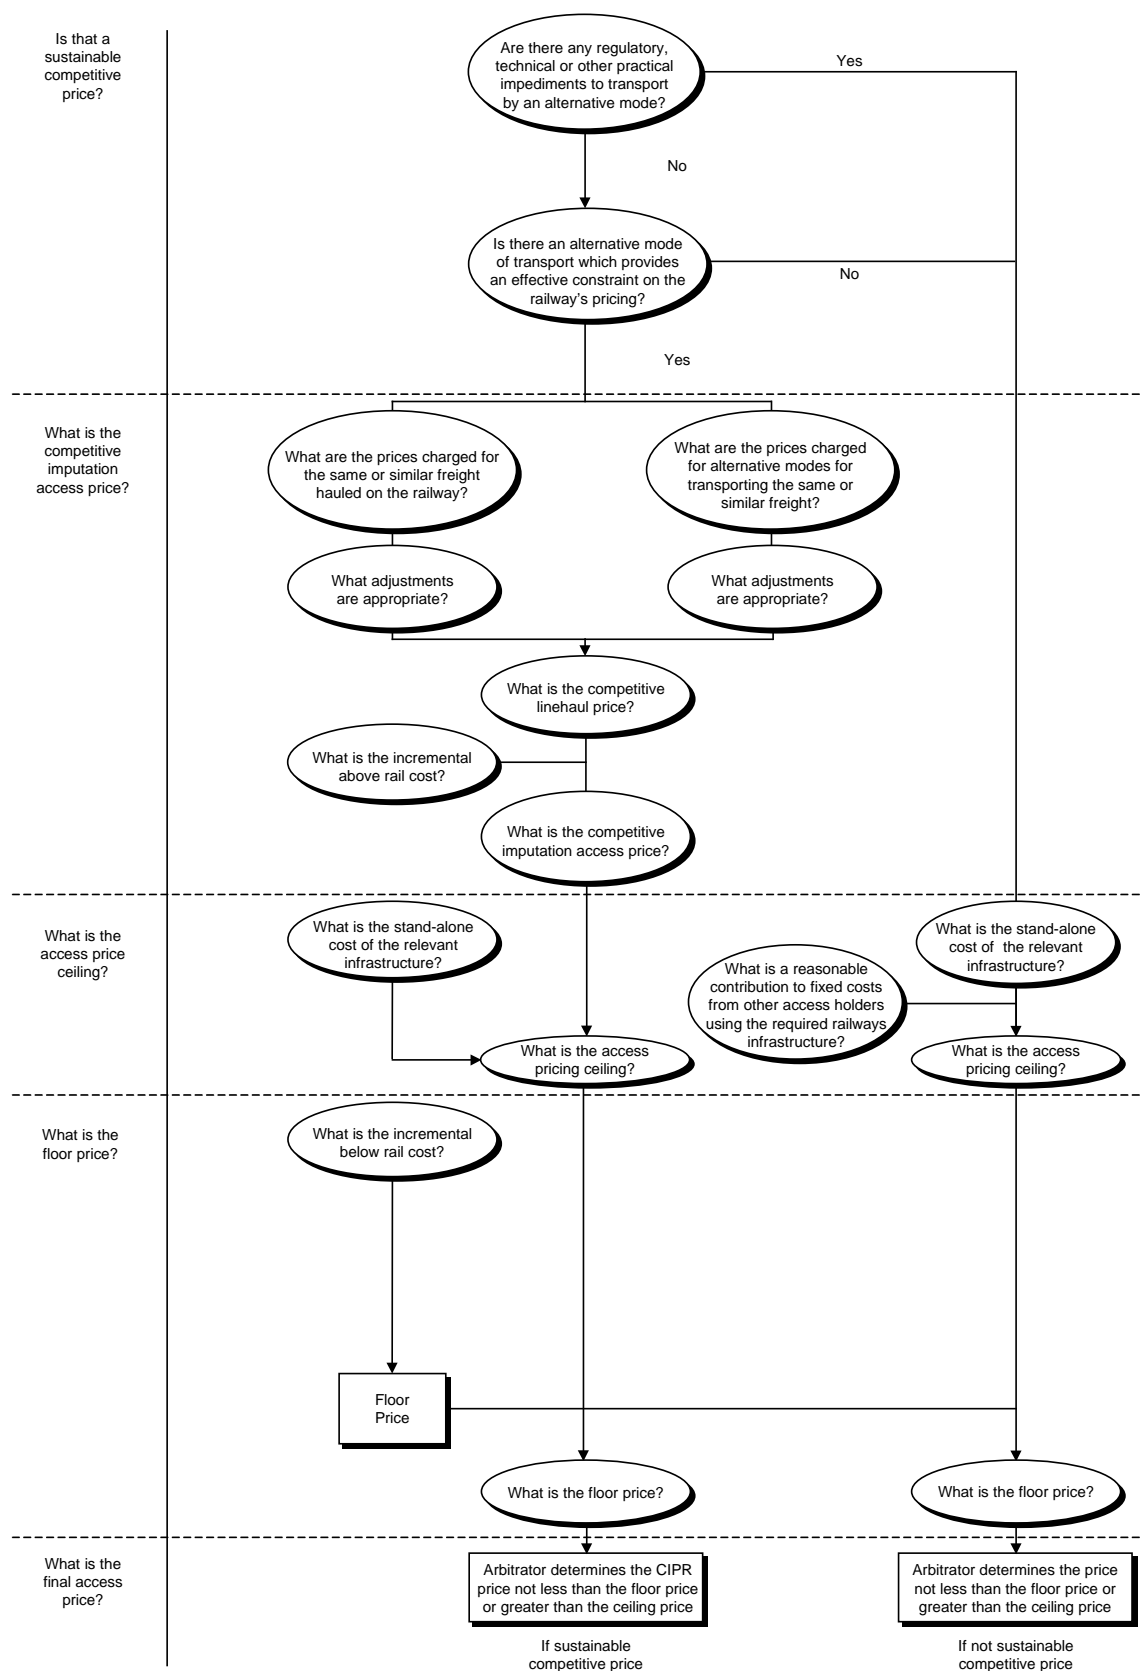 Is that a
sustainable
competitive
price?
Are there any regulatory,
technical or other practical
impediments to transport
by an alternative mode?
Yes
No
Is there an alternative mode
of transport which provides
an effective constraint on the
railway's pricing?
No
Yes
What is the
competitive
imputation
access price?
What are the prices charged for
the same or similar freight
hauled on the railway?
What are the prices charged
for alternative modes for
transporting the same or
similar freight?
What adjustments
are appropriate?
What adjustments
are appropriate?
What is the competitive
linehaul price?
What is the incremental
above rail cost?
What is the competitive
imputation access price?
What is the
access price
ceiling?
What is the stand-alone
cost of the relevant
infrastructure?
What is the stand-alone
cost of the relevant
infrastructure?
What is a reasonable
contribution to fixed costs
from other access holders
using the required railways
infrastructure?
What is the access
pricing ceiling?
What is the access
pricing ceiling?
What is the
floor price?
What is the incremental
below rail cost?
Floor
Price
What is the floor price?
What is the floor price?
What is the
final access
price?
Arbitrator determines the CIPR
price not less than the floor price
or greater than the ceiling price
Arbitrator determines the price
not less than the floor price or
greater than the ceiling price
If sustainable
competitive price
If not sustainable
competitive price